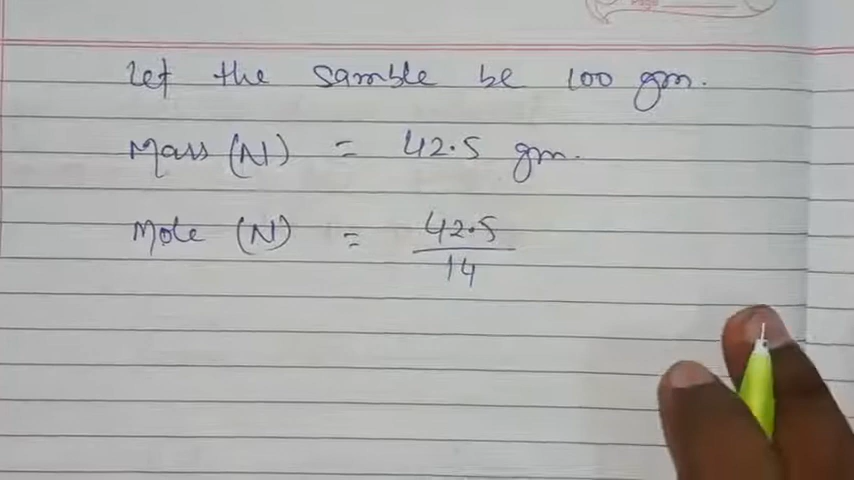 Let the samble be 100 gm.
Mass (N) = 42.5 gm.
Mole (N) = 42.5
14